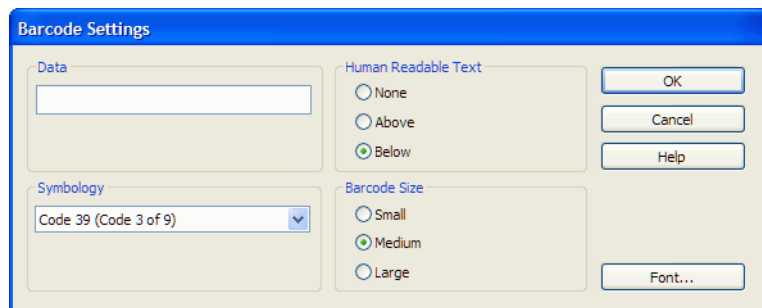 Barcode Settings
Data
Human Readable Text
None
Above
Below
OK
Cancel
Help
Symbology
Code 39 (Code 3 of 9)
Barcode Size
Small
Medium
Large
Font...